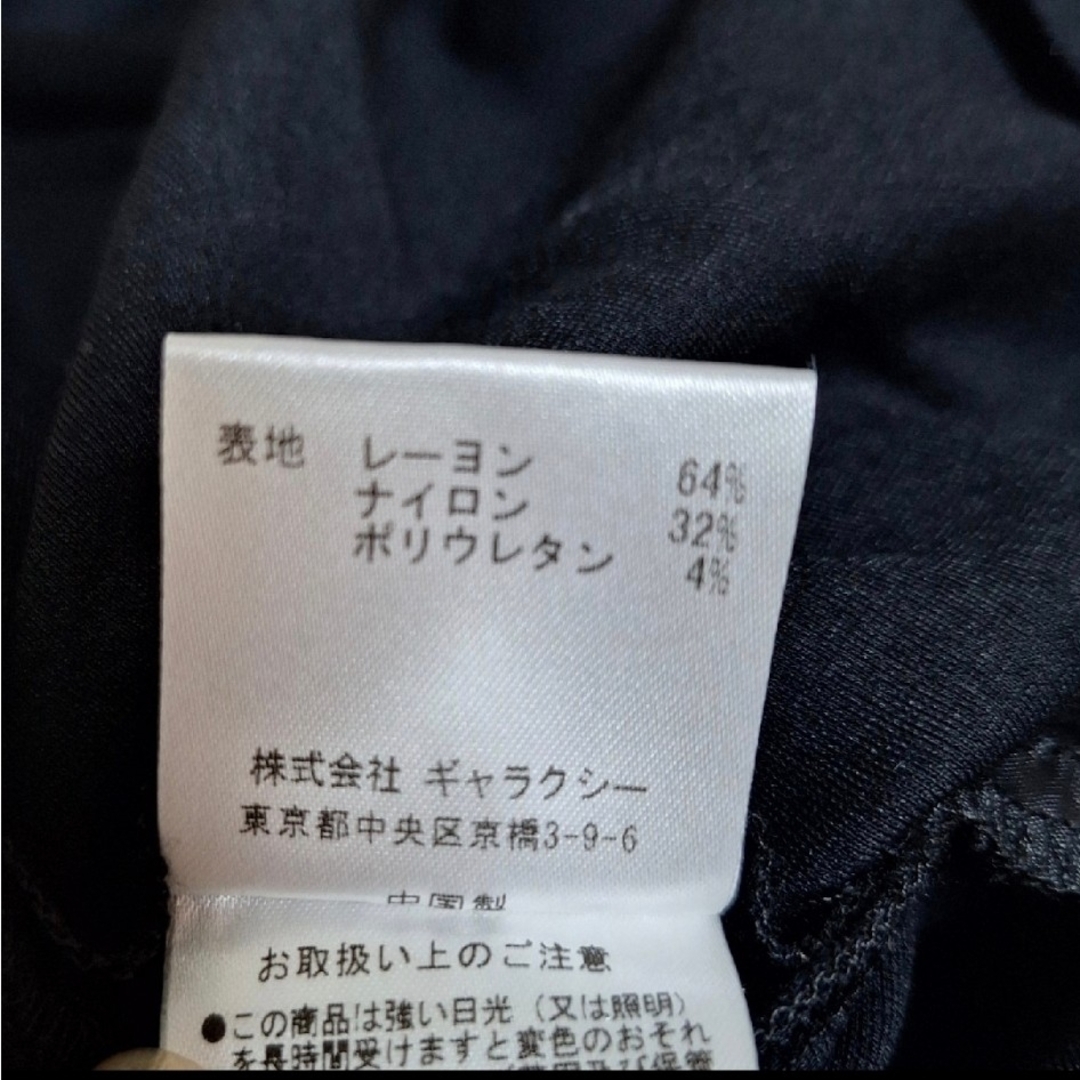 表地 レーヨン 64%
ナイロン 32%
ポリウレタン 4%
株式会社 ギャラクシー
東京都中央区京橋3-9-6
中国製
お取扱い上のご注意
●この商品は強い日光（又は照明）
を長時間受けますと変色のおそれ